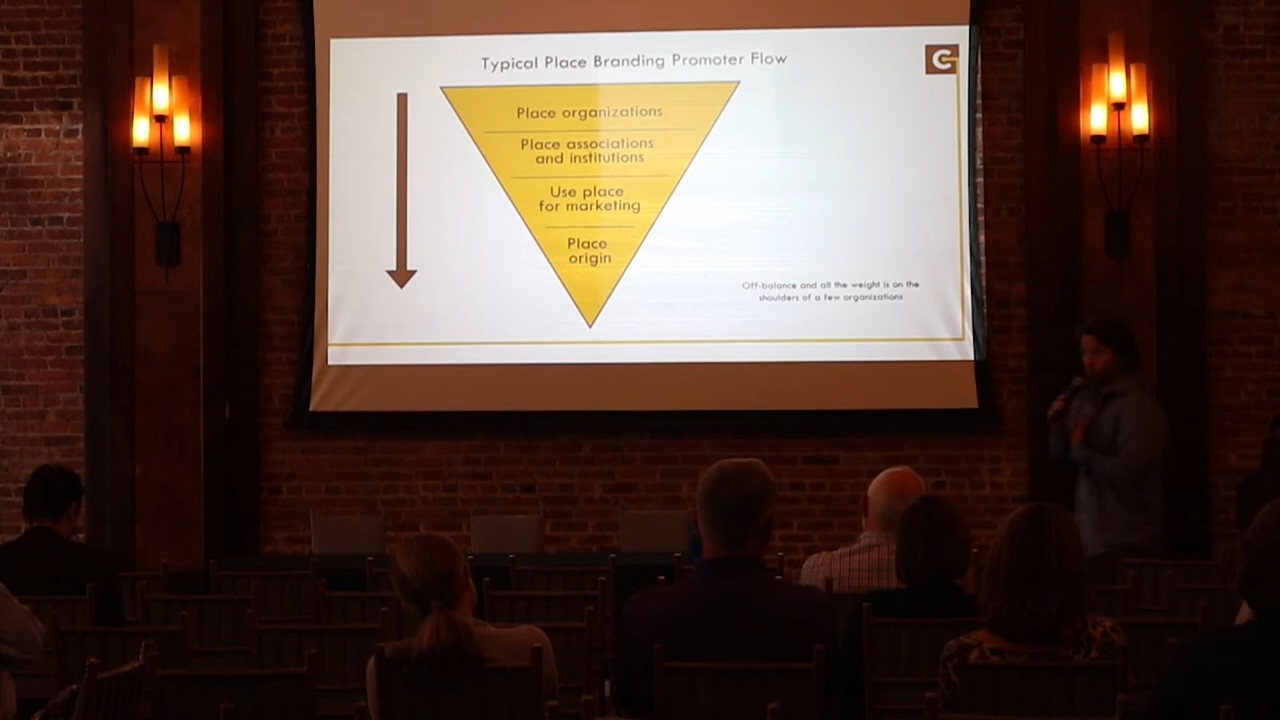 Typical Place Branding Promoter Flow
C
Place organizations
Place associations
and institutions
Use place
for marketing
Place
origin
Off-balance and all the weight is on the
shoulders of a few organizations